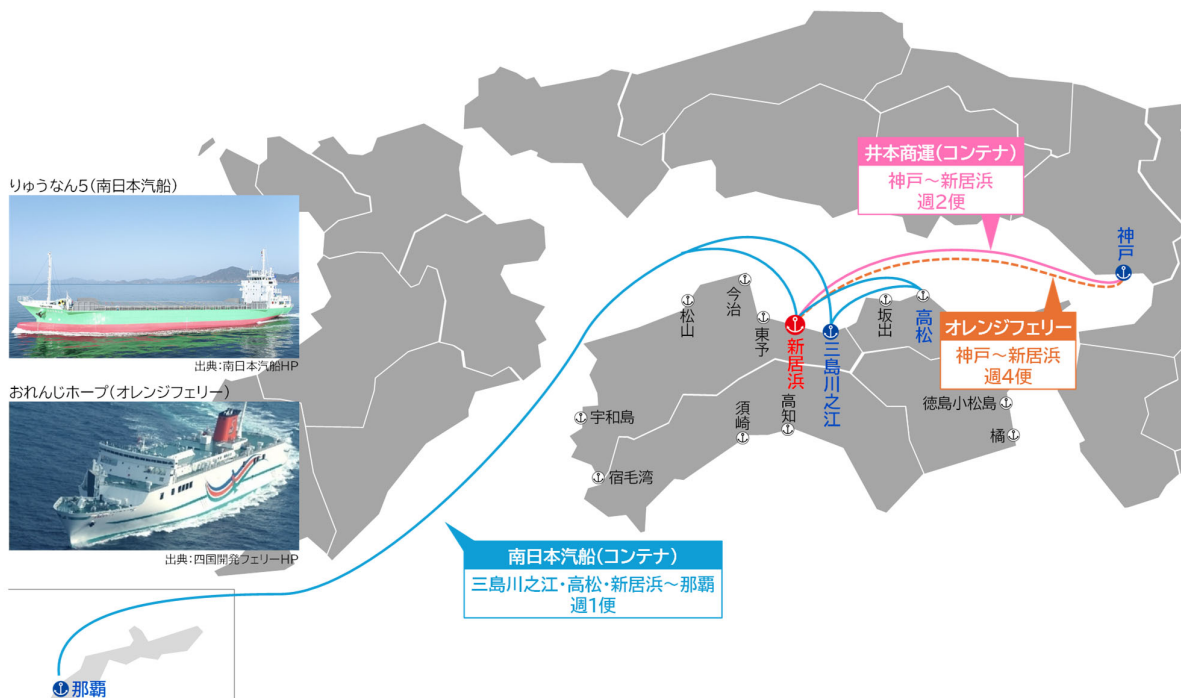 りゅうなん5(南日本汽船)
出典:南日本汽船HP
おれんじホープ(オレンジフェリー)
出典:四国開発フェリーHP
井本商運(コンテナ)
神戸～新居浜
週2便
神戸
オレンジフェリー
神戸～新居浜
週4便
松山
今治
東予
新居浜
三島川之江
坂出
高松
宇和島
宿毛湾
須崎
高知
徳島小松島
橘
南日本汽船(コンテナ)
三島川之江・高松・新居浜～那覇
週1便
那覇